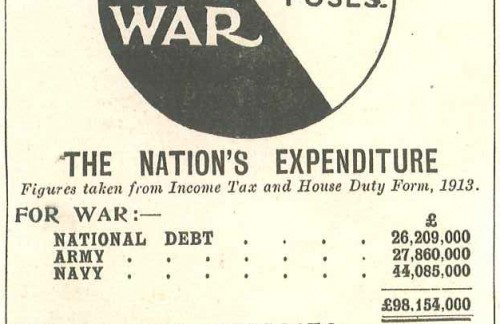 WAR
THE NATION'S EXPENDITURE
Figures taken from Income Tax and House Duty Form, 1913.
FOR WAR:—
£
NATIONAL DEBT . . . . 26,209,000
ARMY . . . . . . . 27,860,000
NAVY . . . . . . . 44,085,000
£98,154,000